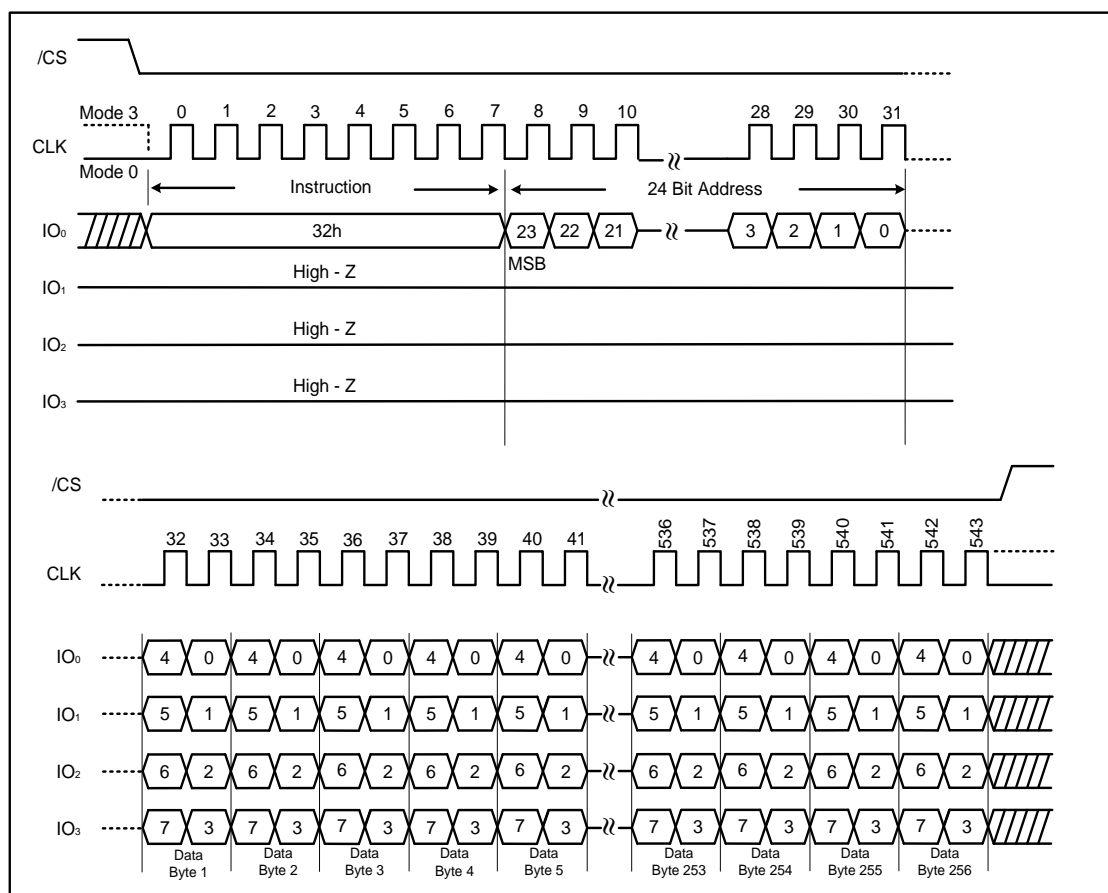 /CS
Mode 3 0 1 2 3 4 5 6 7 8 9 10 28 29 30 31
CLK
Mode 0
Instruction 24 Bit Address
IO₀ 32h 23 22 21 3 2 1 0
MSB
High - Z
IO₁
High - Z
IO₂
High - Z
IO₃
/CS
32 33 34 35 36 37 38 39 40 41 536 537 538 539 540 541 542 543
CLK
IO₀ 4 0 4 0 4 0 4 0 4 0 4 0 4 0 4 0 4 0
IO₁ 5 1 5 1 5 1 5 1 5 1 5 1 5 1 5 1 5 1
IO₂ 6 2 6 2 6 2 6 2 6 2 6 2 6 2 6 2 6 2
IO₃ 7 3 7 3 7 3 7 3 7 3 7 3 7 3 7 3 7 3
Data Data Data Data Data Data Data Data Data
Byte 1 Byte 2 Byte 3 Byte 4 Byte 5 Byte 253 Byte 254 Byte 255 Byte 256